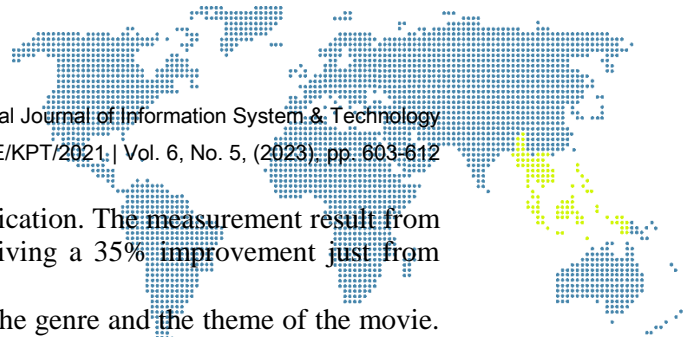 al Journal of Information System & Technology
E/KPT/2021 | Vol. 6, No. 5, (2023), pp. 603-612
ication. The measurement result from
iving a 35% improvement just from
he genre and the theme of the movie.